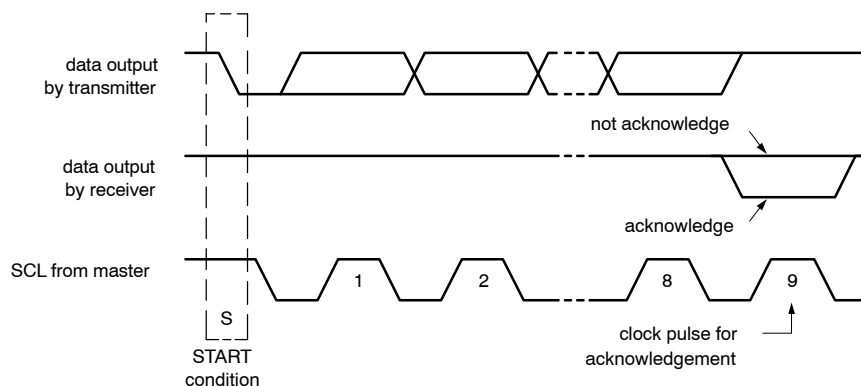 data output
by transmitter
not acknowledge
data output
by receiver
acknowledge
SCL from master
1
2
8
9
S
START
condition
clock pulse for
acknowledgement